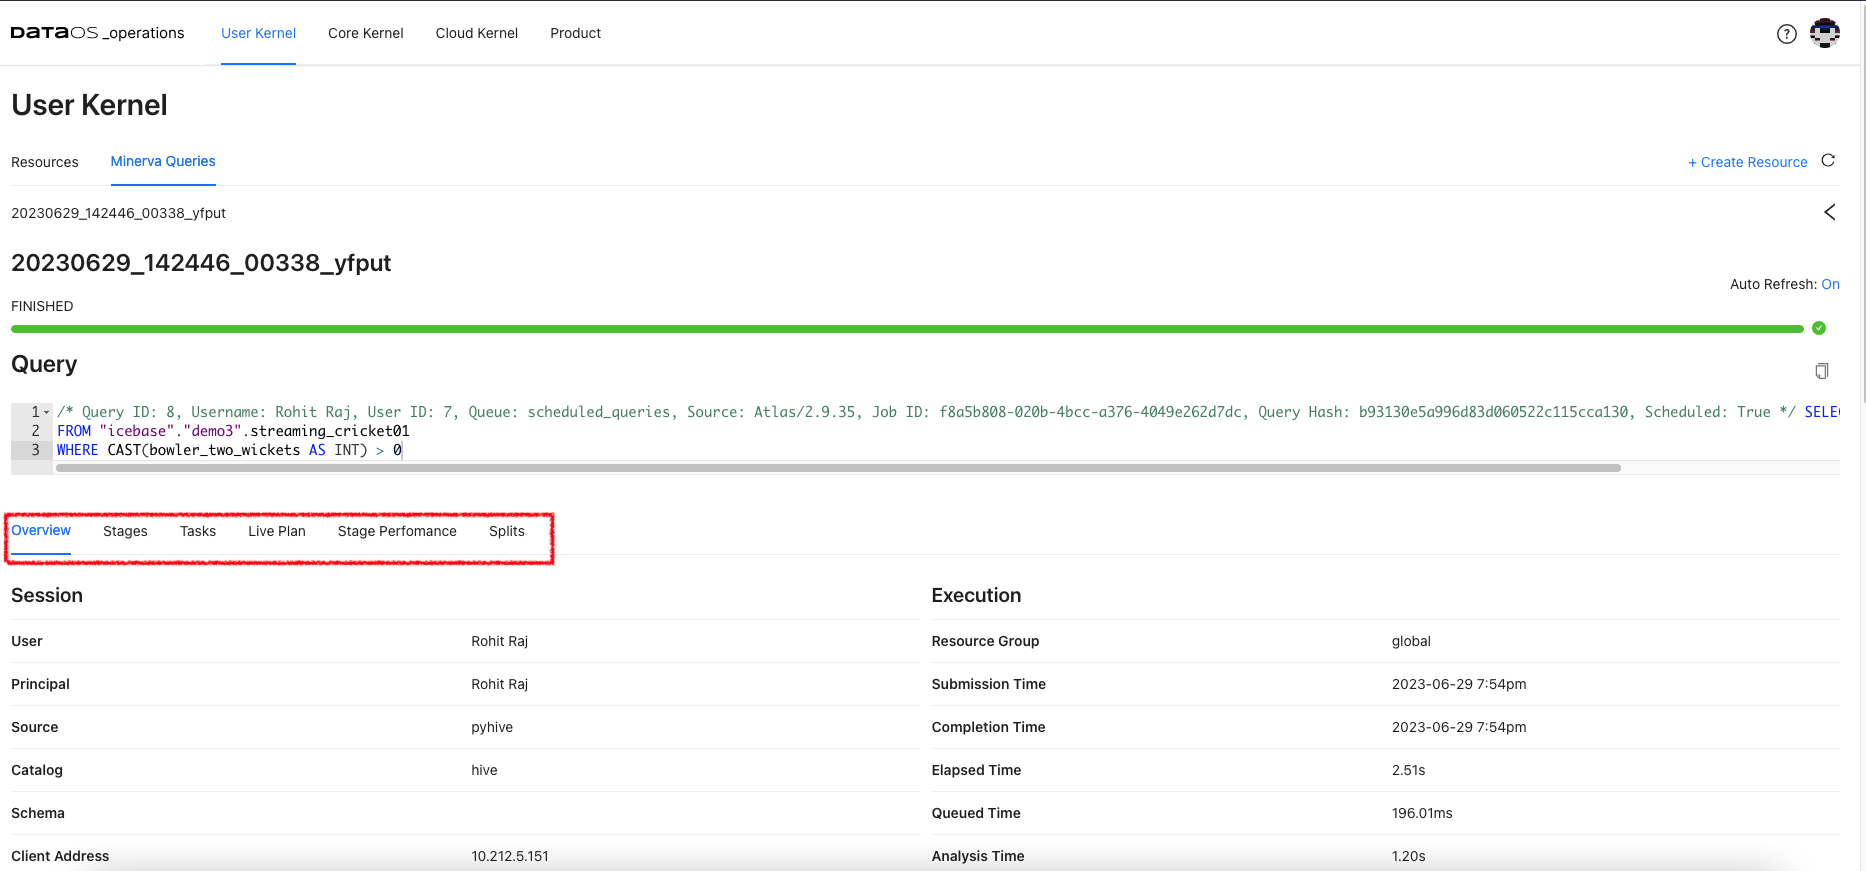 DATAOS _operations User Kernel Core Kernel Cloud Kernel Product ?
User Kernel
Resources Minerva Queries + Create Resource
20230629_142446_00338_yfput
20230629_142446_00338_yfput
Auto Refresh: On
FINISHED
Query
1 /* Query ID: 8, Username: Rohit Raj, User ID: 7, Queue: scheduled_queries, Source: Atlas/2.9.35, Job ID: f8a5b808-020b-4bcc-a376-4049e262d7dc, Query Hash: b93130e5a996d83d060522c115cca130, Scheduled: True */ SELE
2 FROM "icebase"."demo3".streaming_cricket01
3 WHERE CAST(bowler_two_wickets AS INT) > 0
Overview Stages Tasks Live Plan Stage Perfomance Splits
Session Execution
User Rohit Raj Resource Group global
Principal Rohit Raj Submission Time 2023-06-29 7:54pm
Source pyhive Completion Time 2023-06-29 7:54pm
Catalog hive Elapsed Time 2.51s
Schema Queued Time 196.01ms
Client Address 10.212.5.151 Analysis Time 1.20s